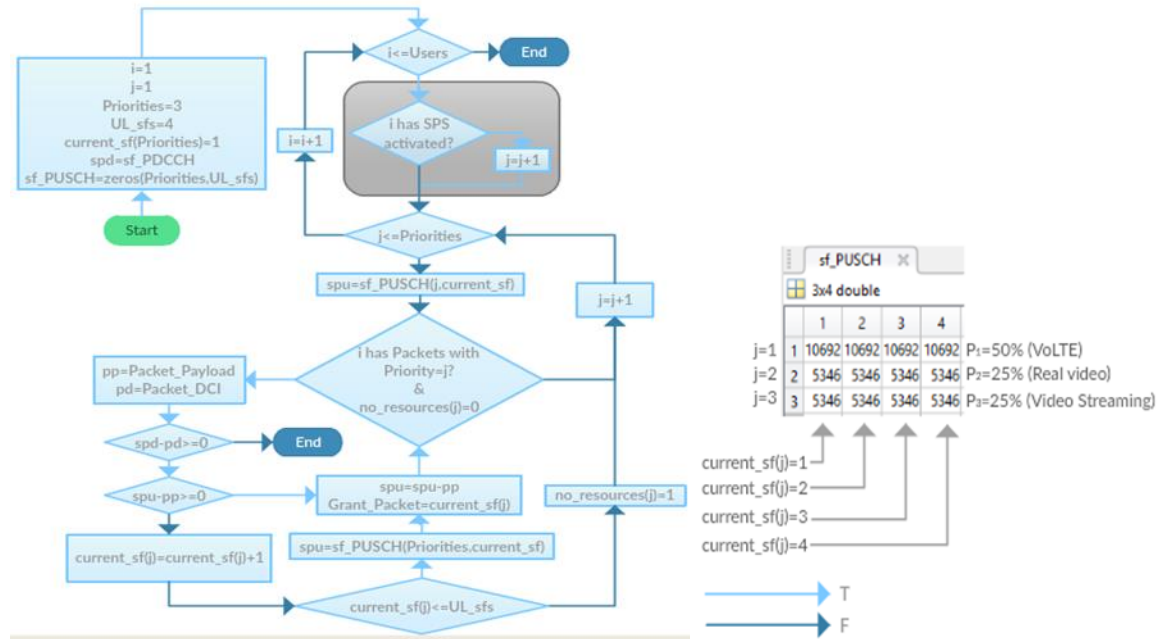 i=1
j=1
Priorities=3
UL_sfs=4
current_sf(Priorities)=1
spd=sf_PDCCH
sf_PUSCH=zeros(Priorities,UL_sfs)
Start
i<=Users
End
i has SPS
activated?
j=j+1
i=i+1
j<=Priorities
spu=sf_PUSCH(j,current_sf)
j=j+1
i has Packets with
Priority=j?
&
no_resources(j)=0
pp=Packet_Payload
pd=Packet_DCI
spd-pd>=0
End
spu-pp>=0
spu=spu-pp
Grant_Packet=current_sf(j)
no_resources(j)=1
current_sf(j)=current_sf(j)+1
spu=sf_PUSCH(Priorities,current_sf)
current_sf(j)<=UL_sfs
sf_PUSCH
3x4 double
1 2 3 4
j=1 1 10692 10692 10692 10692 P₁=50% (VoLTE)
j=2 2 5346 5346 5346 5346 P₂=25% (Real video)
j=3 3 5346 5346 5346 5346 P₃=25% (Video Streaming)
current_sf(j)=1
current_sf(j)=2
current_sf(j)=3
current_sf(j)=4
T
F